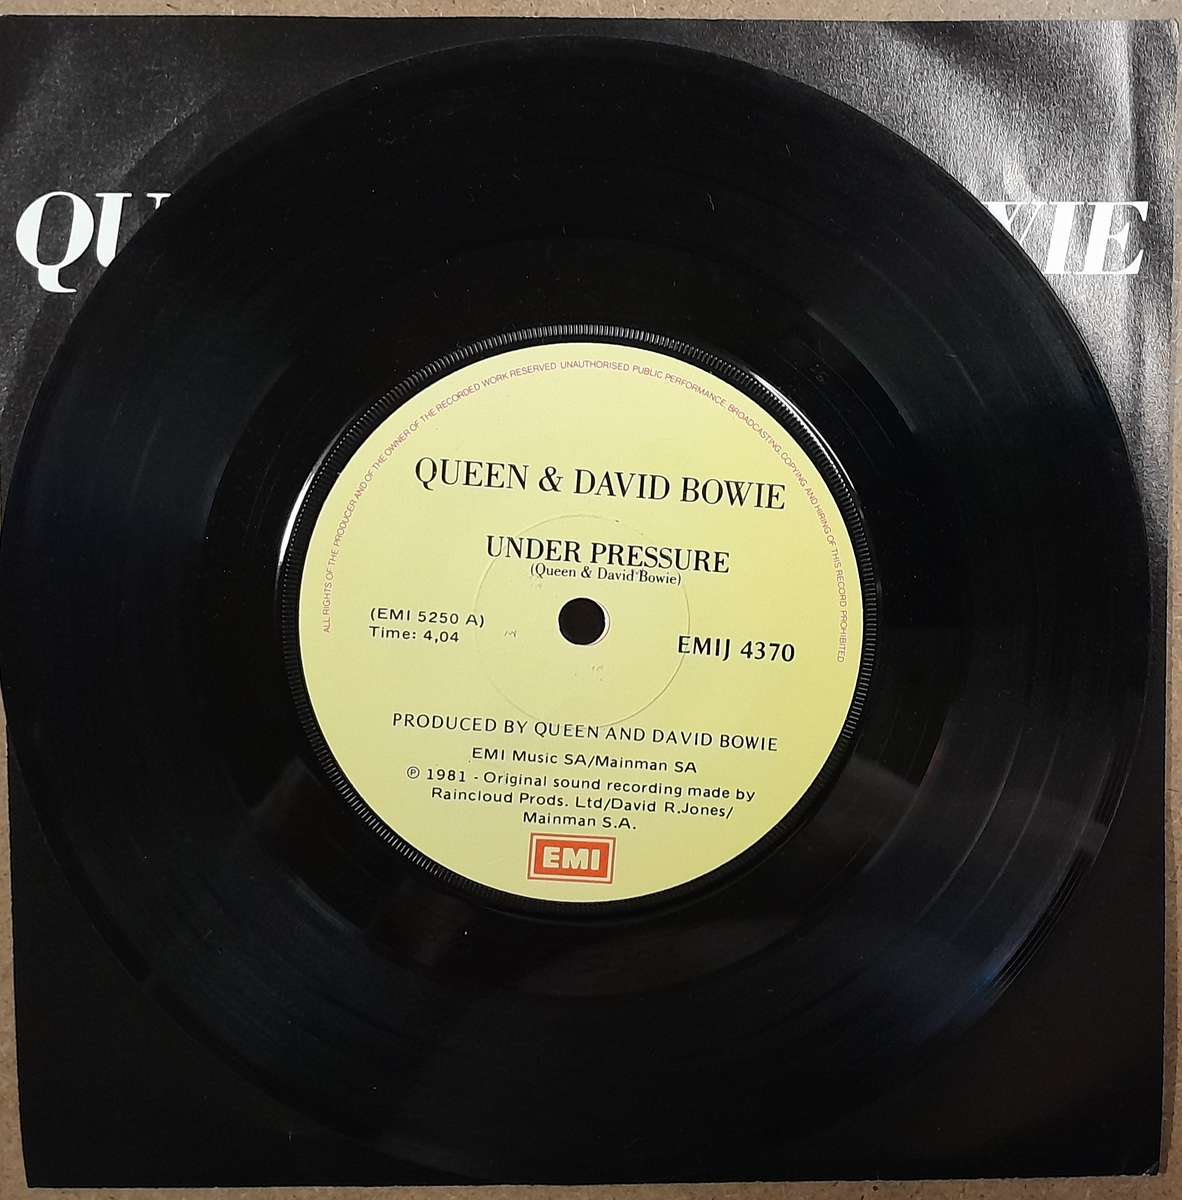 QU
WIE
ALL RIGHTS OF THE PRODUCER AND OF THE OWNER OF THE RECORDED WORK RESERVED UNAUTHORISED PUBLIC PERFORMANCE, BROADCASTING, COPYING AND HIRING OF THIS RECORD PROHIBITED
QUEEN & DAVID BOWIE
UNDER PRESSURE
(Queen & David Bowie)
(EMI 5250 A)
Time: 4,04
EMIJ 4370
PRODUCED BY QUEEN AND DAVID BOWIE
EMI Music SA/Mainman SA
℗ 1981 - Original sound recording made by
Raincloud Prods. Ltd/David R.Jones/
Mainman S.A.
EMI